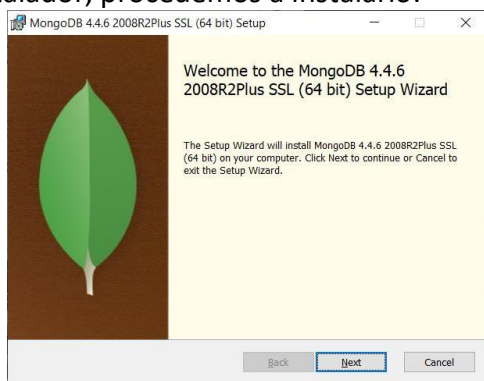 procedemos a instalarlo.
MongoDB 4.4.6 2008R2Plus SSL (64 bit) Setup
Welcome to the MongoDB 4.4.6
2008R2Plus SSL (64 bit) Setup Wizard
The Setup Wizard will install MongoDB 4.4.6 2008R2Plus SSL
(64 bit) on your computer. Click Next to continue or Cancel to
exit the Setup Wizard.
Back Next Cancel